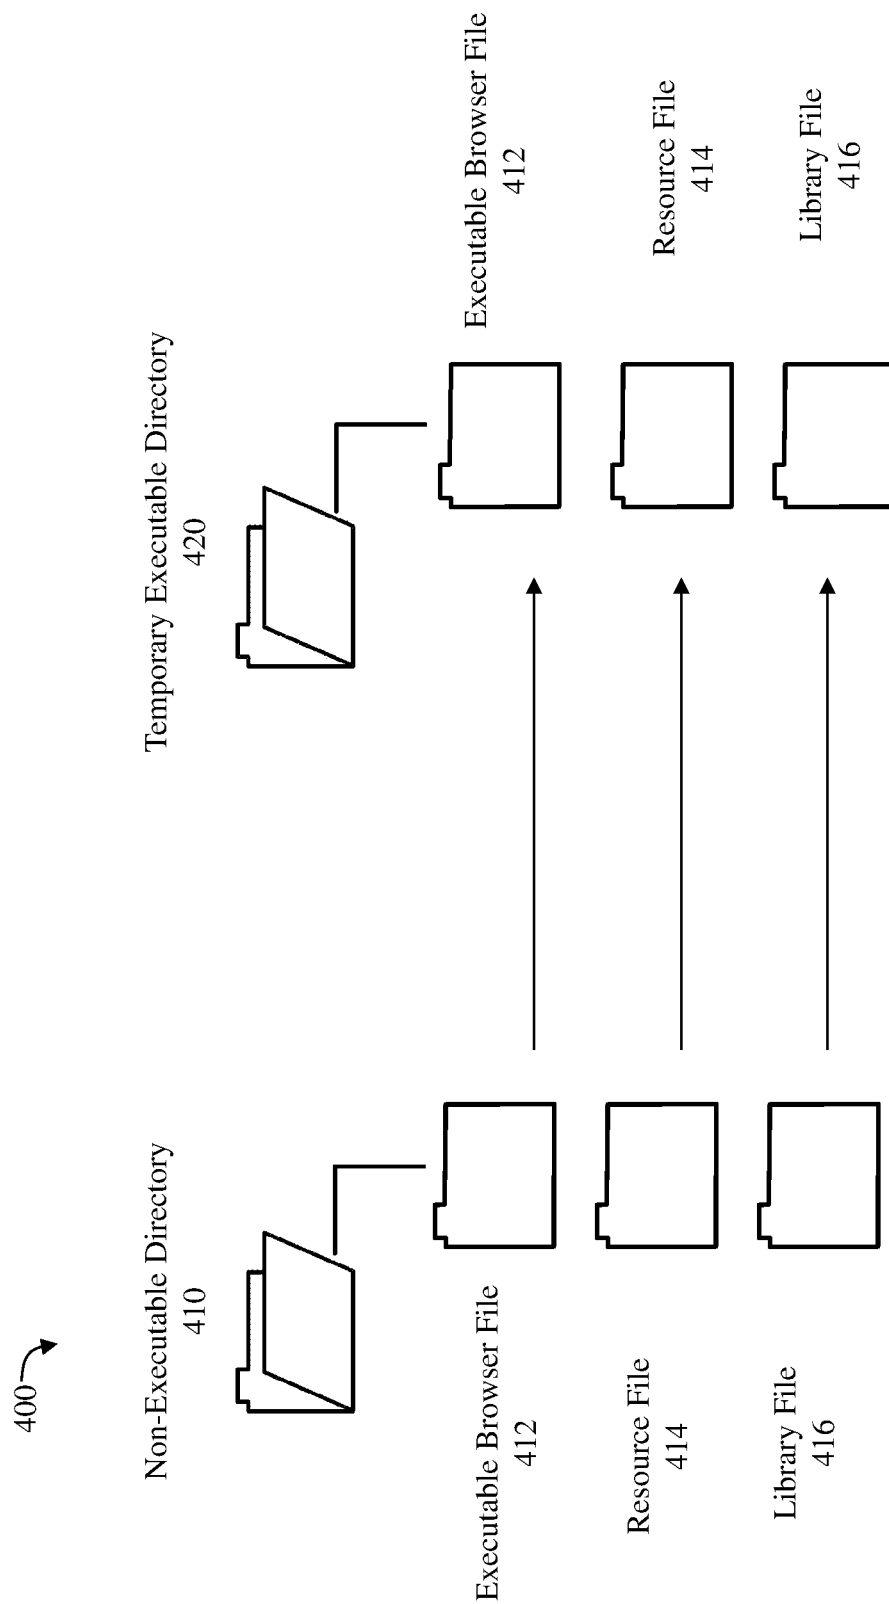 400
Non-Executable Directory
410
Temporary Executable Directory
420
Executable Browser File
412
Executable Browser File
412
Resource File
414
Resource File
414
Library File
416
Library File
416